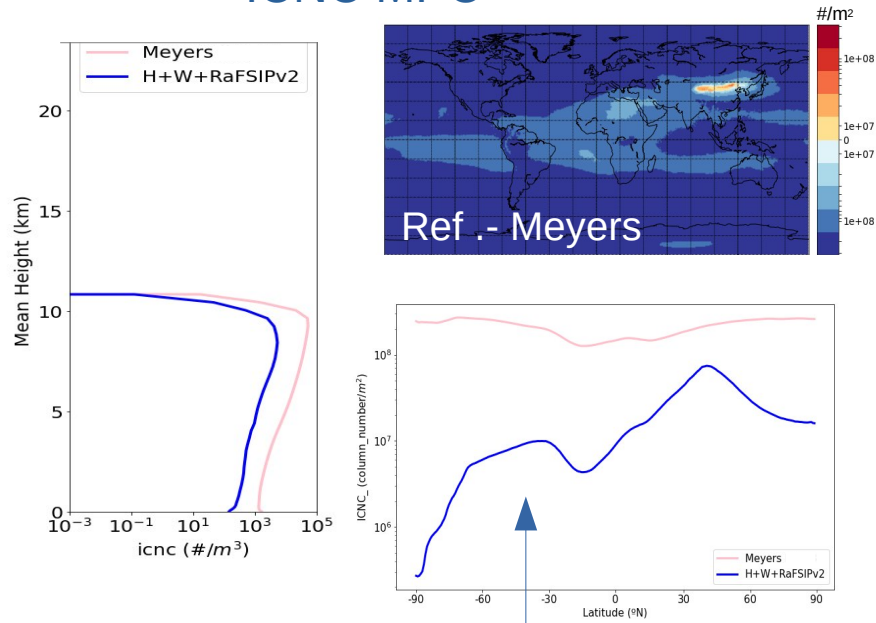 ICNC MPC
Meyers
H+W+RaFSIPv2
20
15
10
5
0
Mean Height (km)
10⁻³ 10⁻¹ 10¹ 10³ 10⁵
icnc (#/m³)
#/m²
1e+08
1e+07
0
1e+07
1e+08
Ref .- Meyers
10⁸
10⁷
10⁶
ICNC_ (column_number/m²)
Meyers
H+W+RaFSIPv2
-90 -60 -30 0 30 60 90
Latitude (ºN)